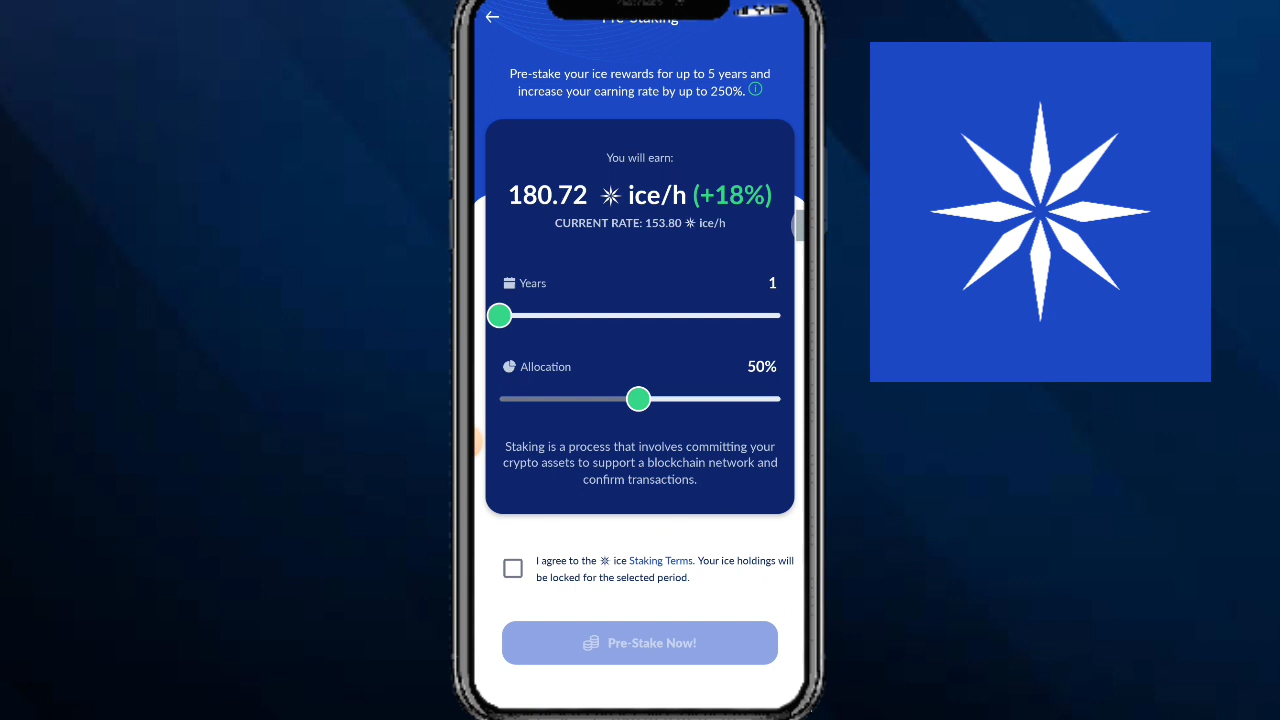 Pre-Staking
Pre-stake your ice rewards for up to 5 years and
increase your earning rate by up to 250%.
You will earn:
180.72 ice/h (+18%)
CURRENT RATE: 153.80 ice/h
Years 1
Allocation 50%
Staking is a process that involves committing your
crypto assets to support a blockchain network and
confirm transactions.
I agree to the ice Staking Terms. Your ice holdings will
be locked for the selected period.
Pre-Stake Now!